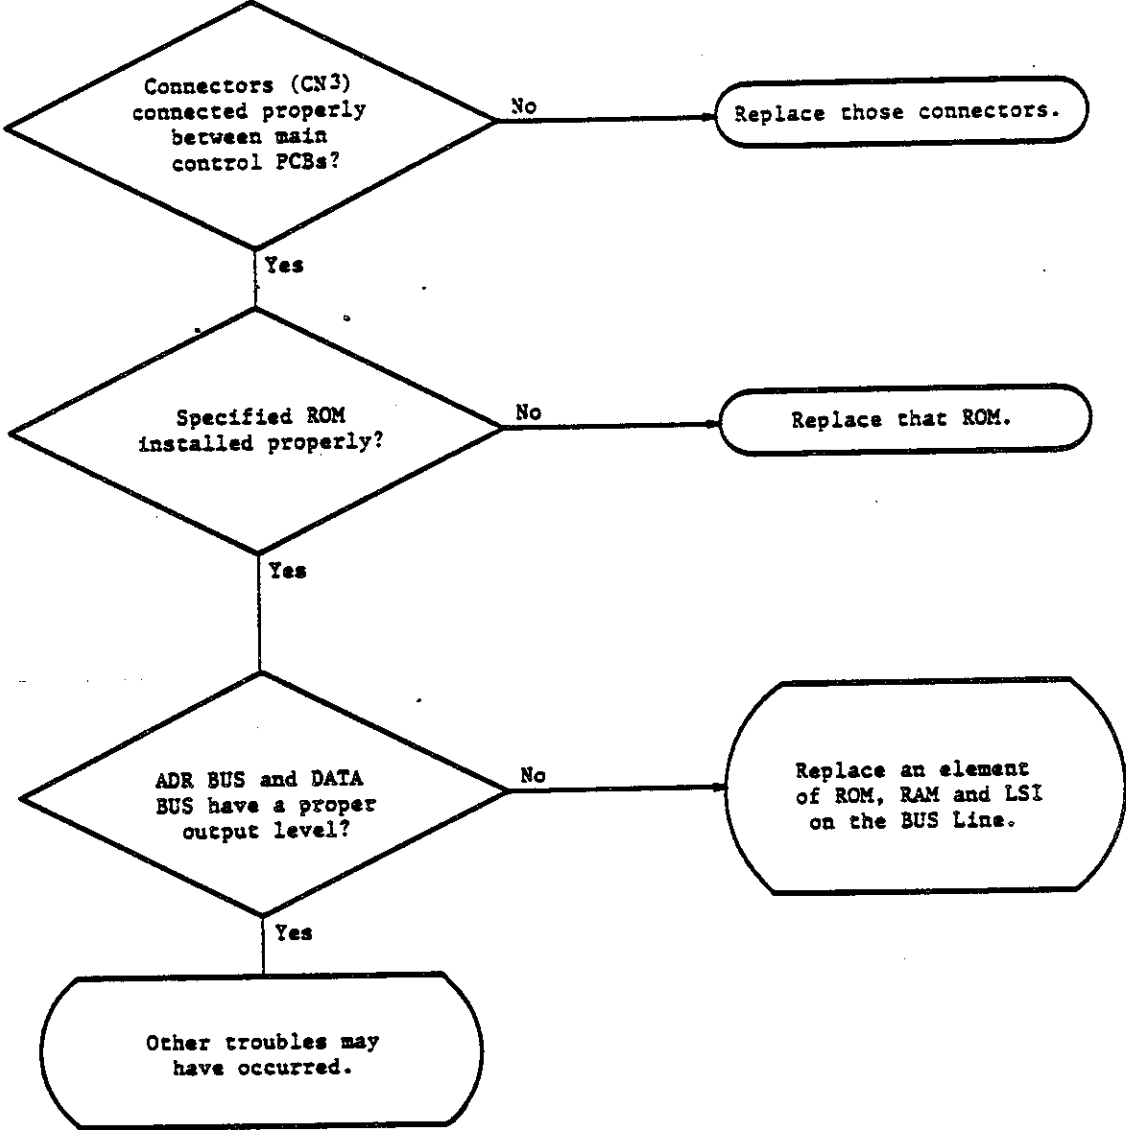 Connectors (CN3)
connected properly
between main
control PCBs?
No
Replace those connectors.
Yes
Specified ROM
installed properly?
No
Replace that ROM.
Yes
ADR BUS and DATA
BUS have a proper
output level?
No
Replace an element
of ROM, RAM and LSI
on the BUS Line.
Yes
Other troubles may
have occurred.